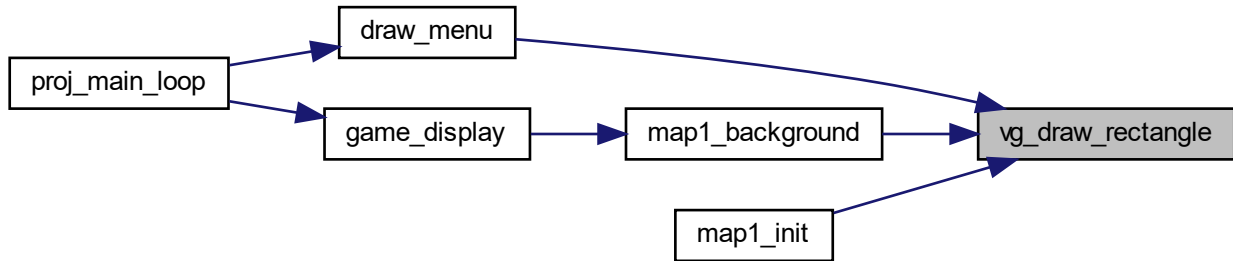 draw_menu
proj_main_loop
game_display
map1_background
vg_draw_rectangle
map1_init